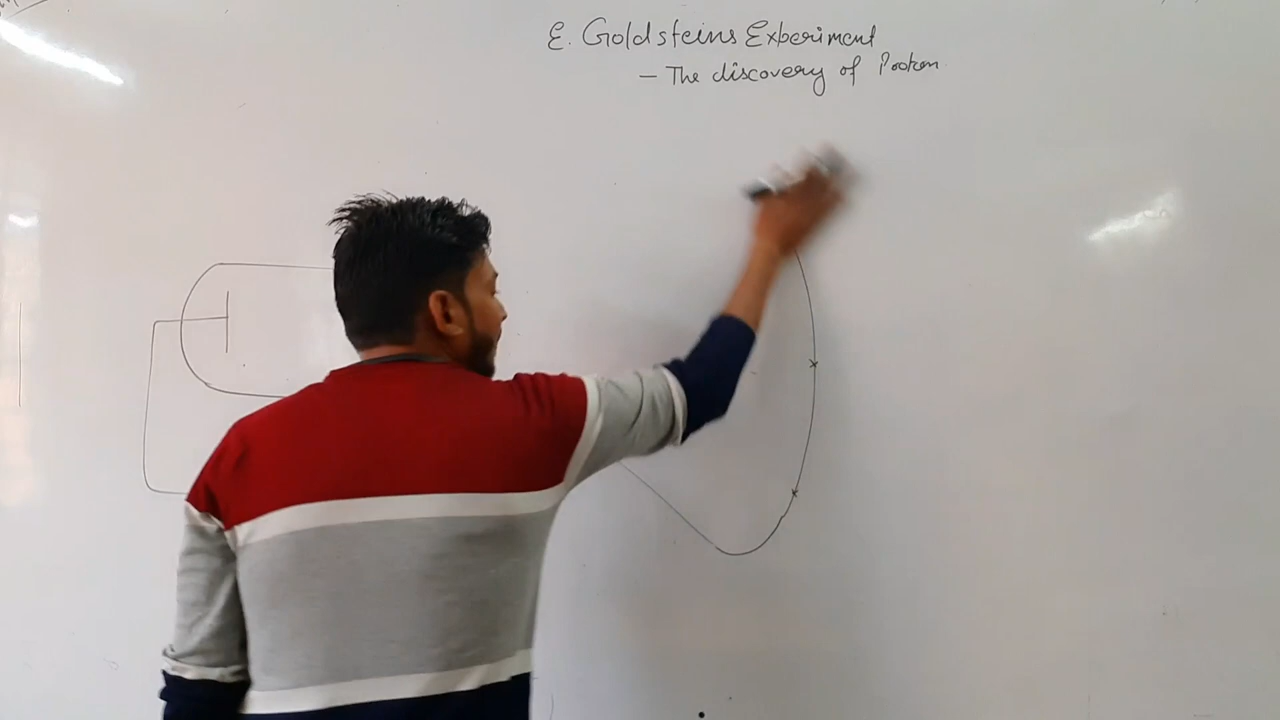 E. Goldsteins Experiment
– The discovery of Proton